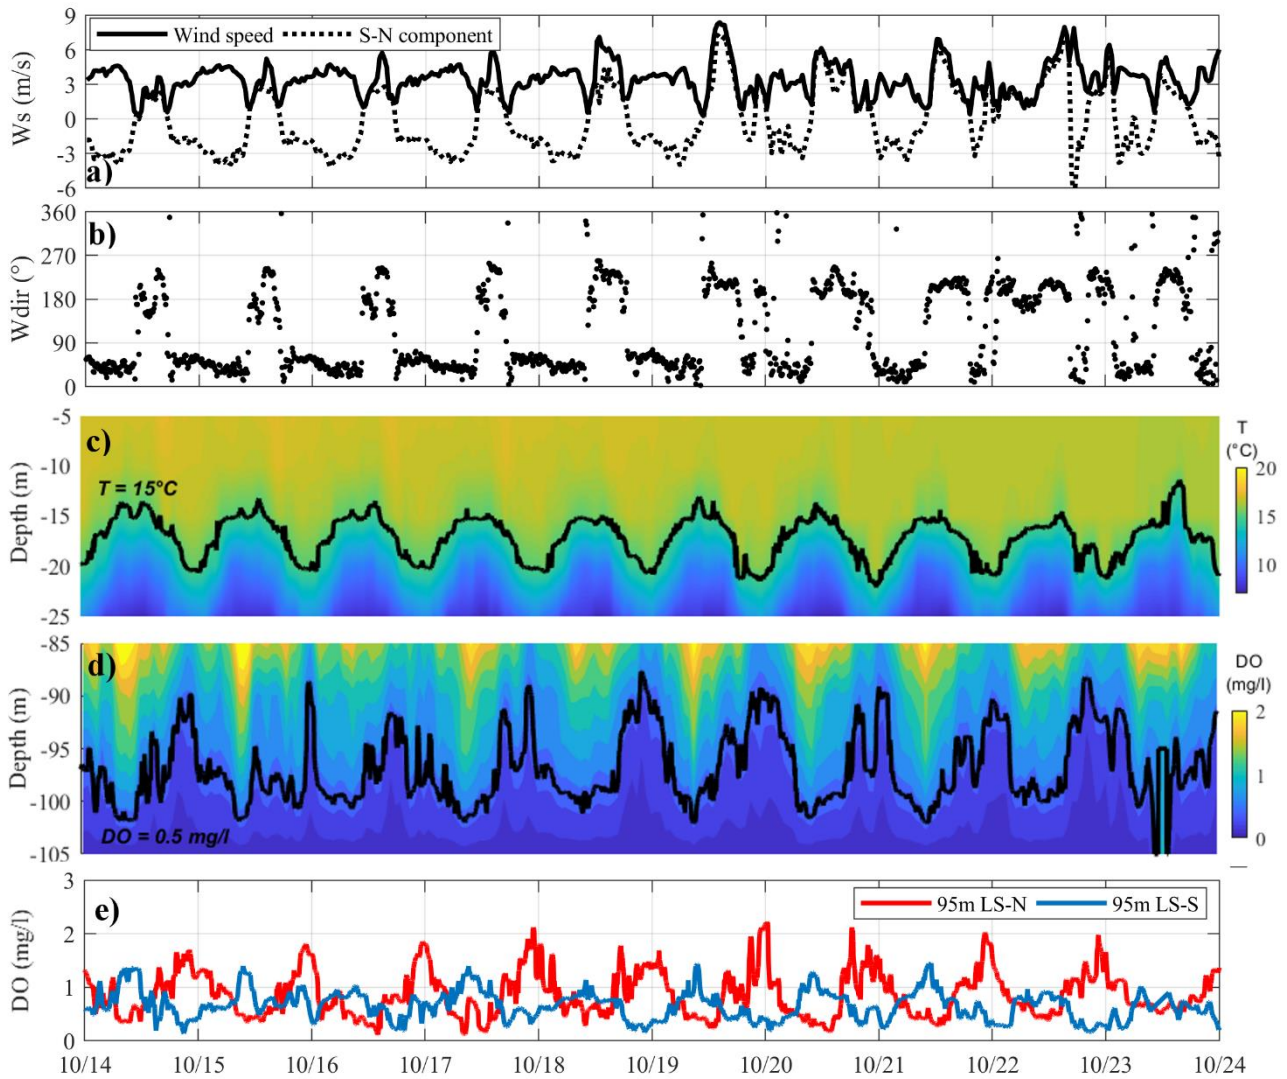 Ws (m/s)
9
6
3
0
-3
-6
Wind speed
S-N component
a)
Wdir (°)
360
270
180
90
0
b)
Depth (m)
-5
-10
-15
-20
-25
c)
T = 15°C
T
(°C)
20
10
Depth (m)
-85
-90
-95
-100
-105
d)
DO = 0.5 mg/l
DO
(mg/l)
2
1
0
DO (mg/l)
3
2
1
0
e)
95m LS-N
95m LS-S
10/14 10/15 10/16 10/17 10/18 10/19 10/20 10/21 10/22 10/23 10/24